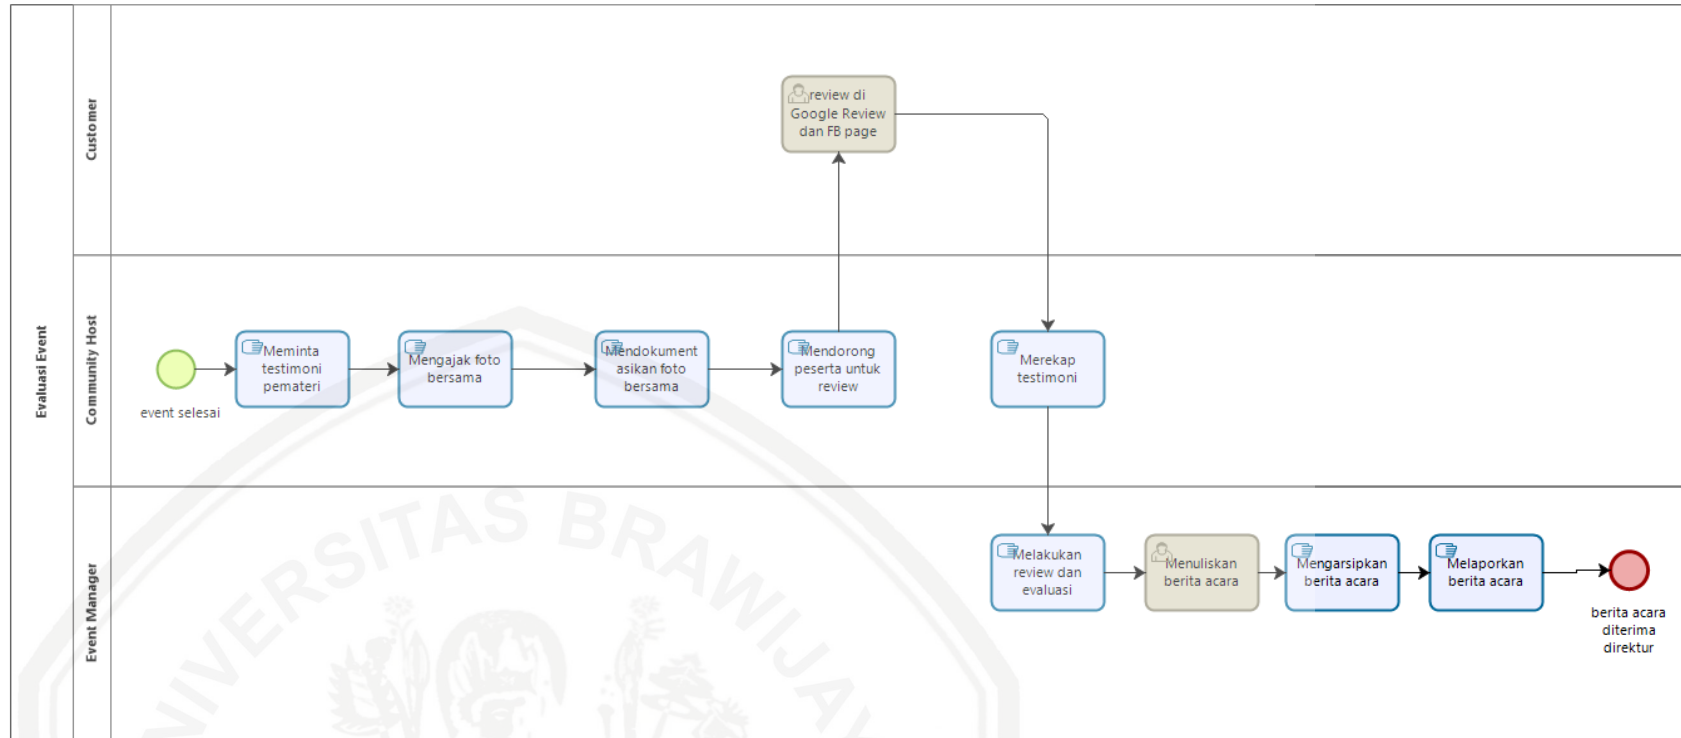 Evaluasi Event
Customer
review di
Google Review
dan FB page
Community Host
event selesai
Meminta
testimoni
pemateri
Mengajak foto
bersama
Mendokument
asikan foto
bersama
Mendorong
peserta untuk
review
Merekap
testimoni
Event Manager
Melakukan
review dan
evaluasi
Menuliskan
berita acara
Mengarsipkan
berita acara
Melaporkan
berita acara
berita acara
diterima
direktur
UNIVERSITAS BRAWIJAYA